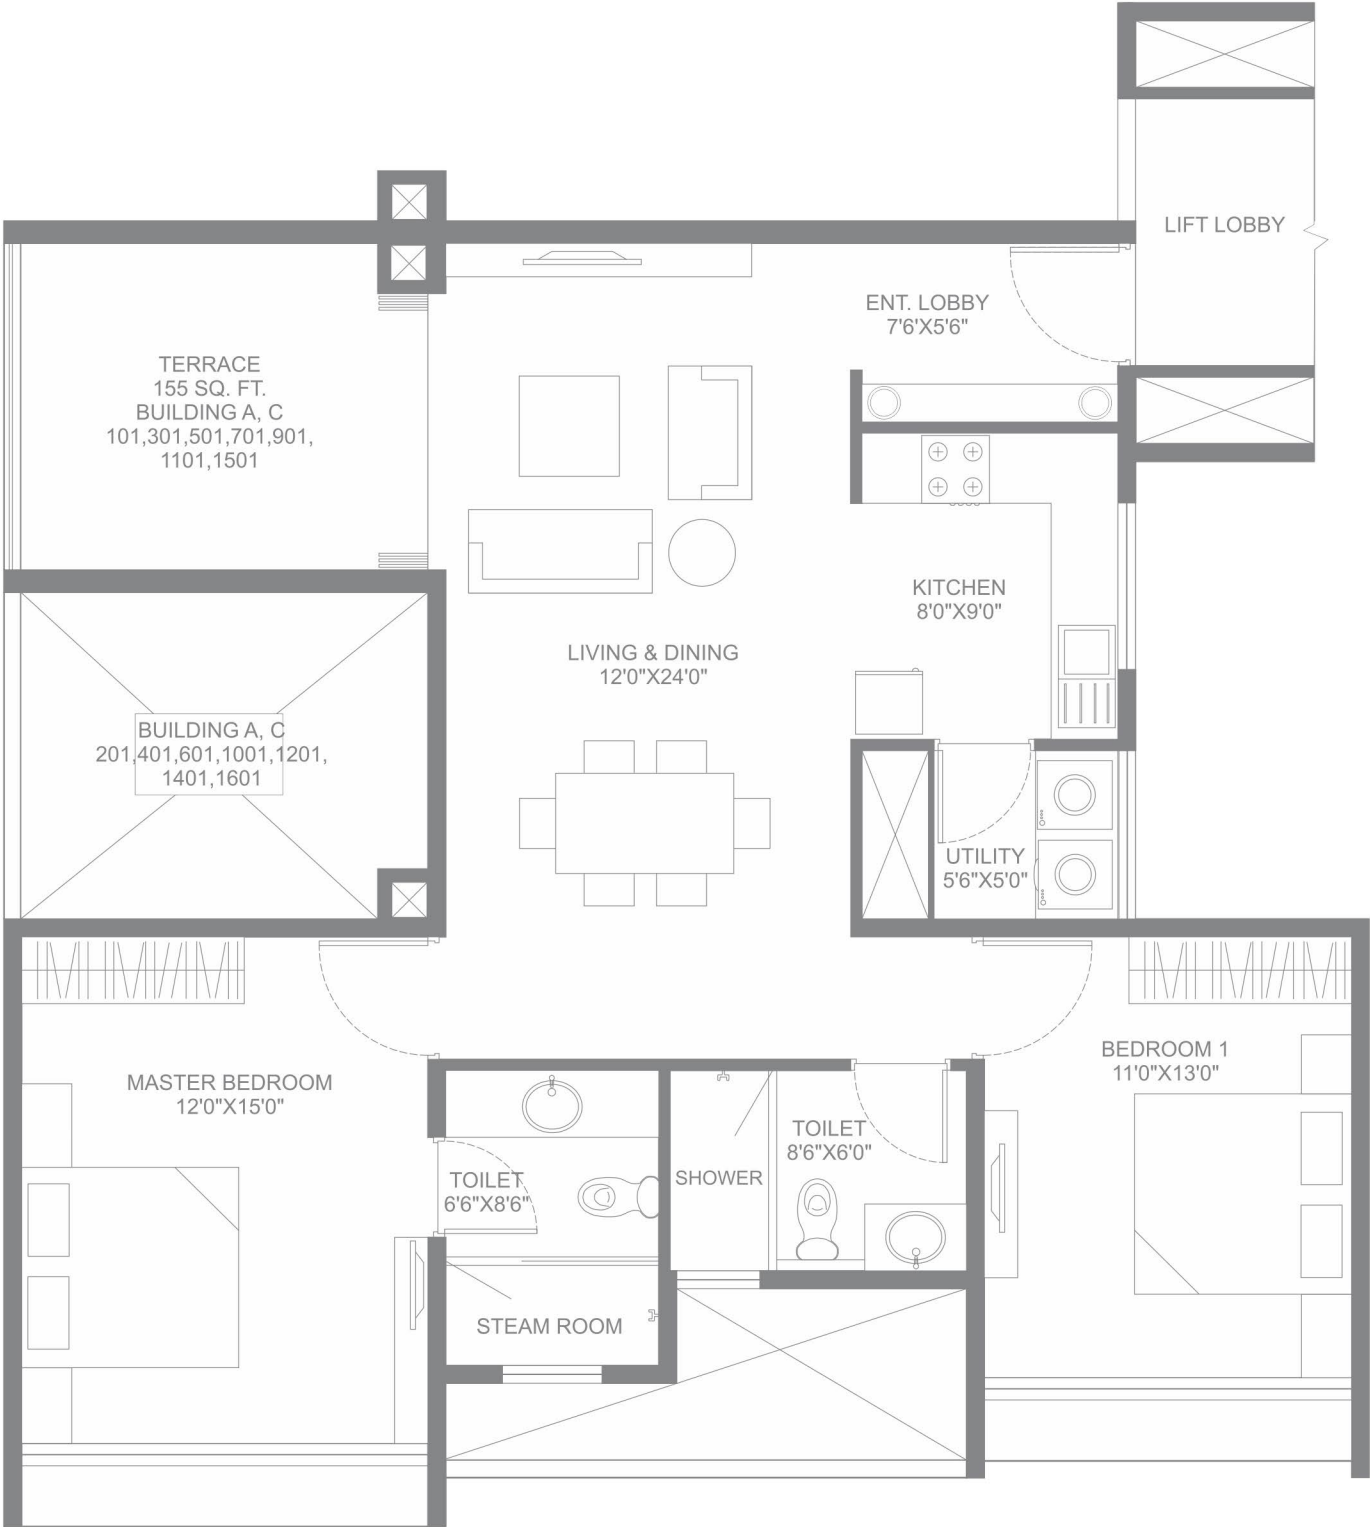 LIFT LOBBY
ENT. LOBBY
7'6'X5'6"
TERRACE
155 SQ. FT.
BUILDING A, C
101,301,501,701,901,
1101,1501
KITCHEN
8'0"X9'0"
LIVING & DINING
12'0"X24'0"
BUILDING A, C
201,401,601,1001,1201,
1401,1601
UTILITY
5'6"X5'0"
MASTER BEDROOM
12'0"X15'0"
BEDROOM 1
11'0"X13'0"
TOILET
8'6"X6'0"
SHOWER
TOILET
6'6"X8'6"
STEAM ROOM